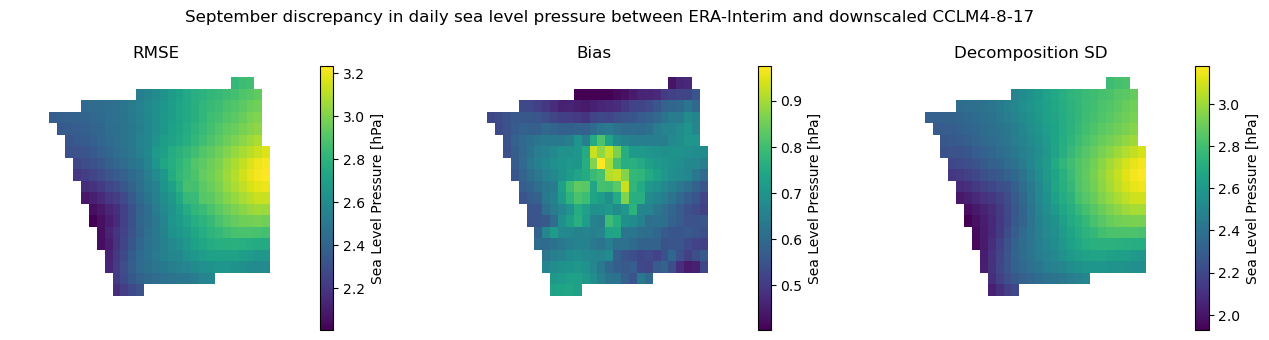 September discrepancy in daily sea level pressure between ERA-Interim and downscaled CCLM4-8-17
RMSE
3.2
3.0
2.8
2.6
2.4
2.2
Sea Level Pressure [hPa]
Bias
0.9
0.8
0.7
0.6
0.5
Sea Level Pressure [hPa]
Decomposition SD
3.0
2.8
2.6
2.4
2.2
2.0
Sea Level Pressure [hPa]